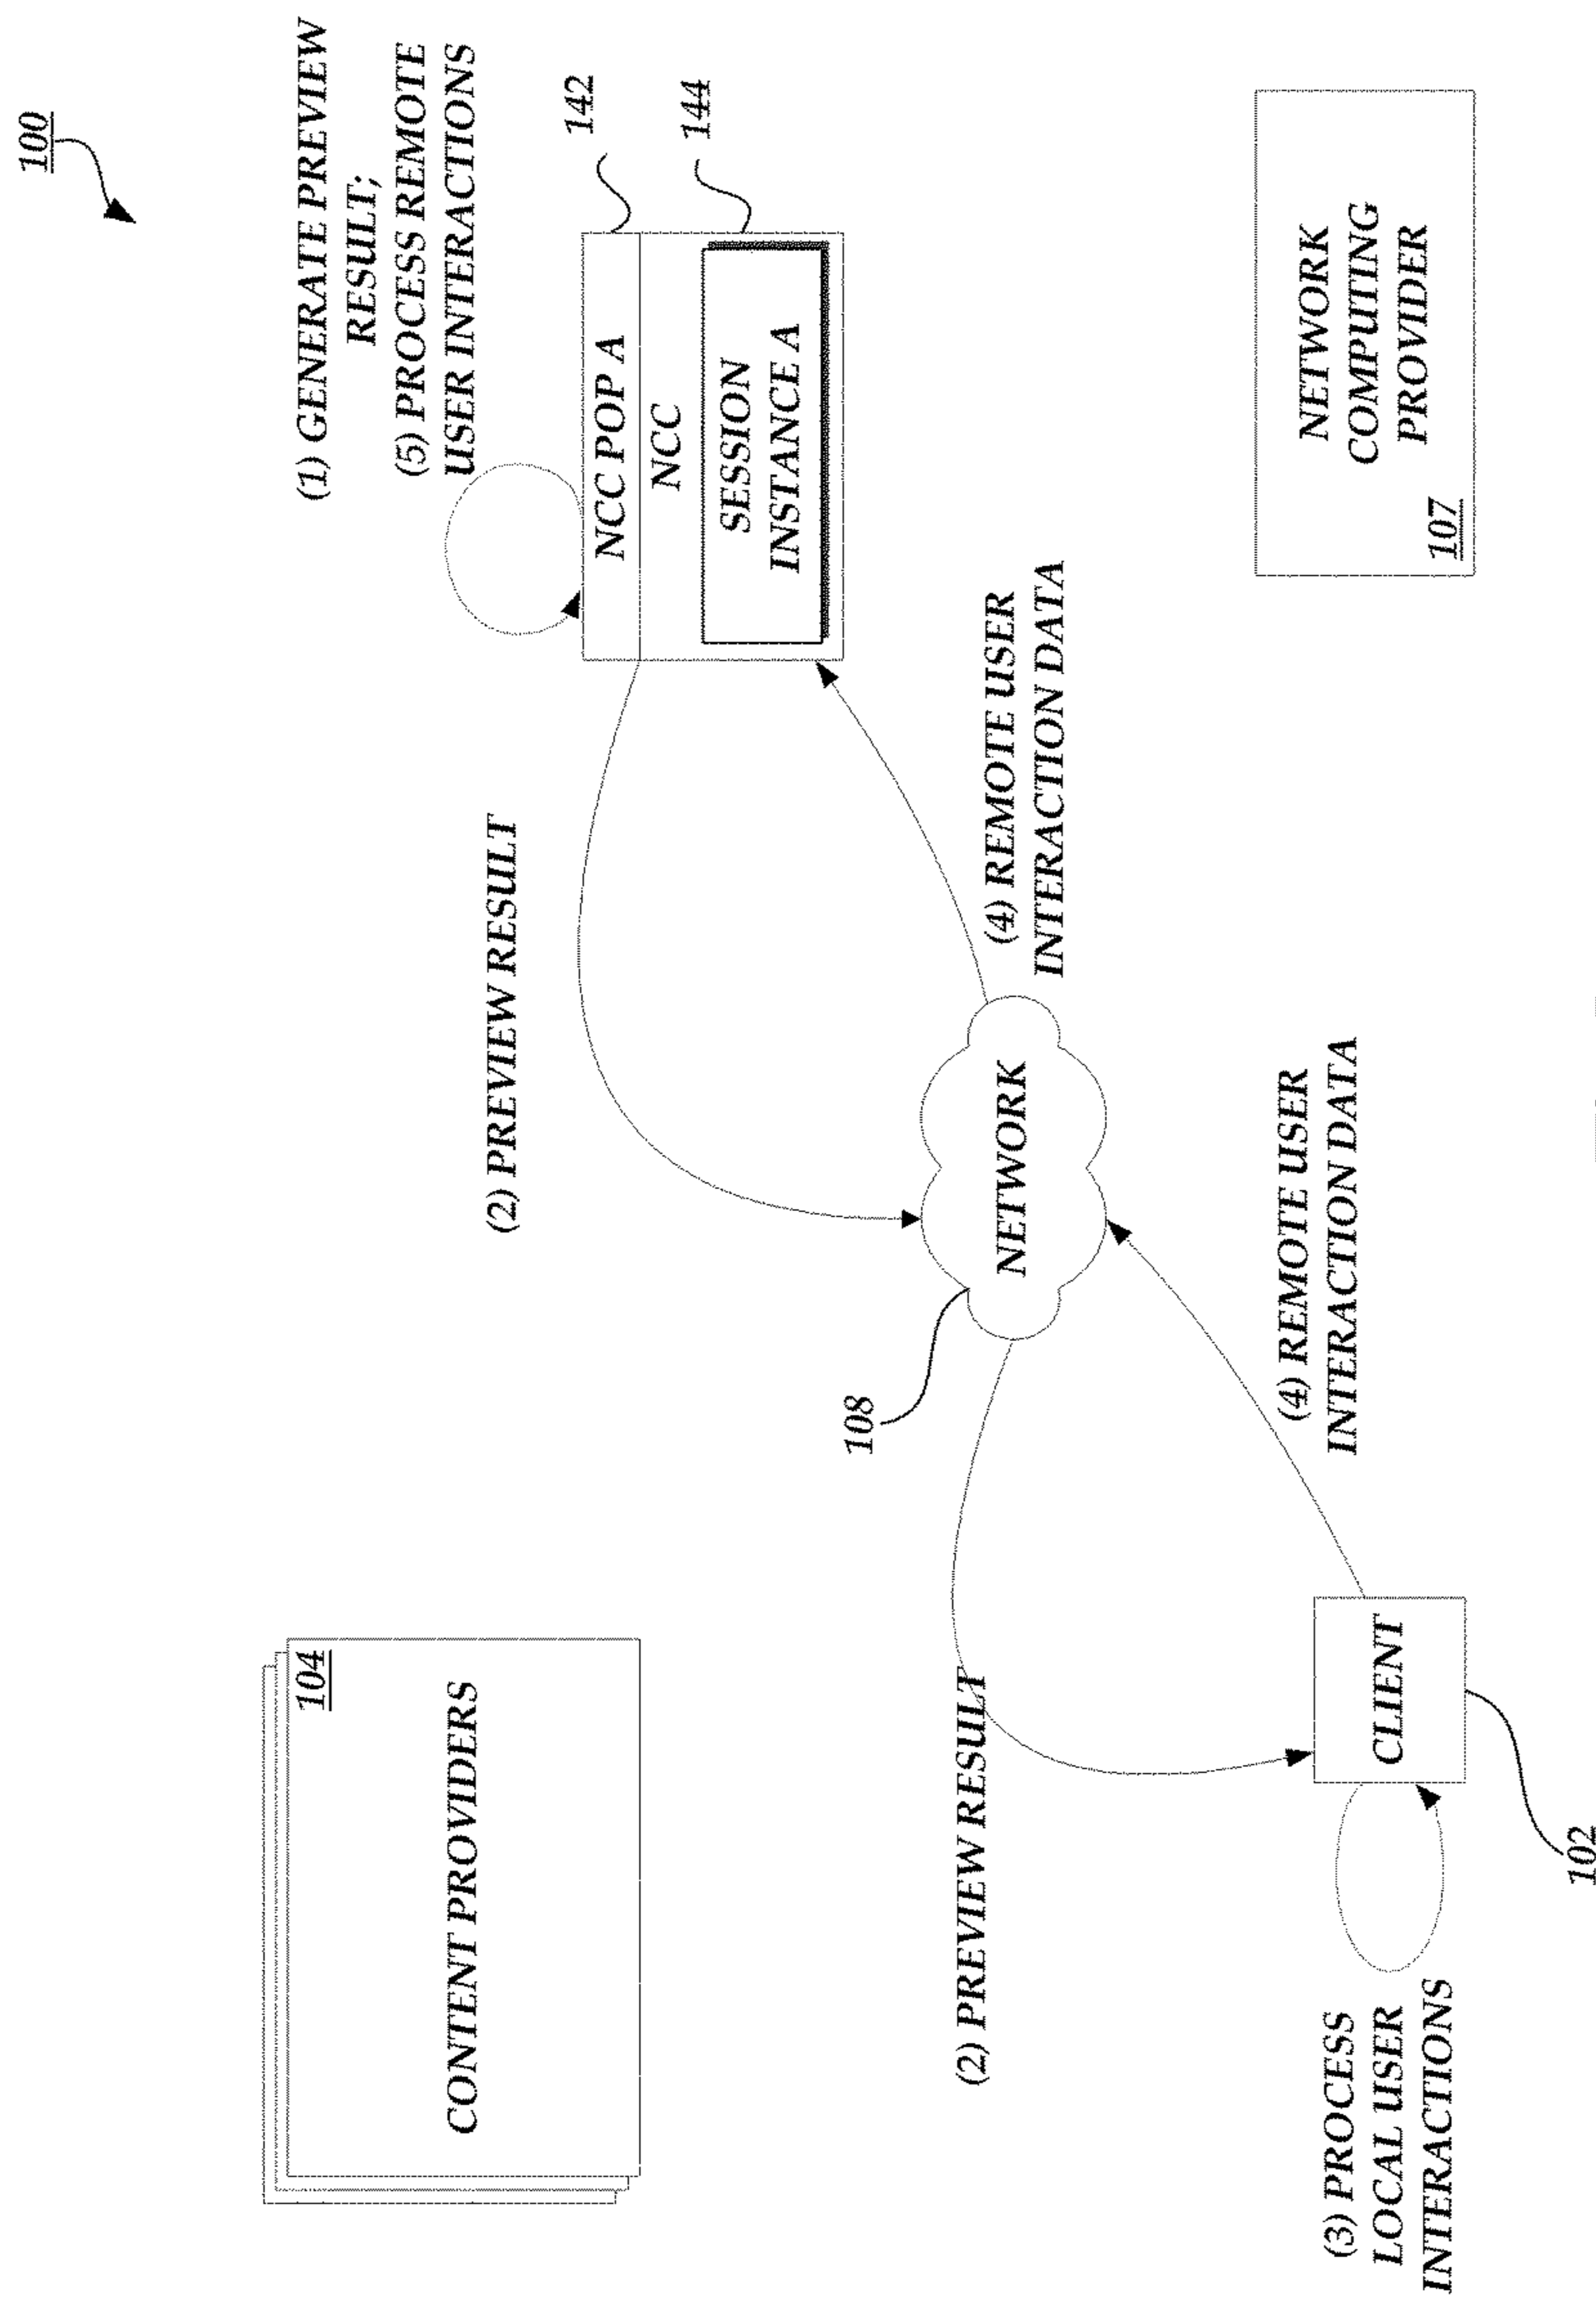 100
(1) GENERATE PREVIEW
RESULT;
(5) PROCESS REMOTE
USER INTERACTIONS
104
CONTENT PROVIDERS
(2) PREVIEW RESULT
142
NCC POP A
NCC
144
SESSION
INSTANCE A
108
(2) PREVIEW RESULT
NETWORK
(4) REMOTE USER
INTERACTION DATA
(4) REMOTE USER
INTERACTION DATA
NETWORK
COMPUTING
PROVIDER
107
(3) PROCESS
LOCAL USER
INTERACTIONS
CLIENT
102